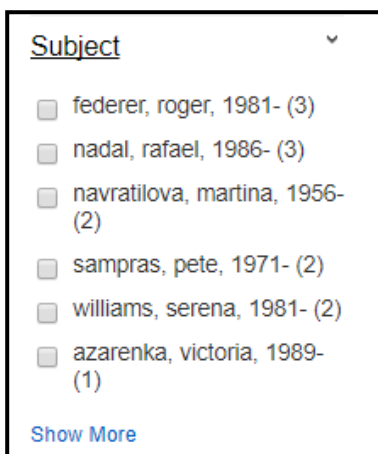 Subject
federer, roger, 1981- (3)
nadal, rafael, 1986- (3)
navratilova, martina, 1956-
(2)
sampras, pete, 1971- (2)
williams, serena, 1981- (2)
azarenka, victoria, 1989-
(1)
Show More